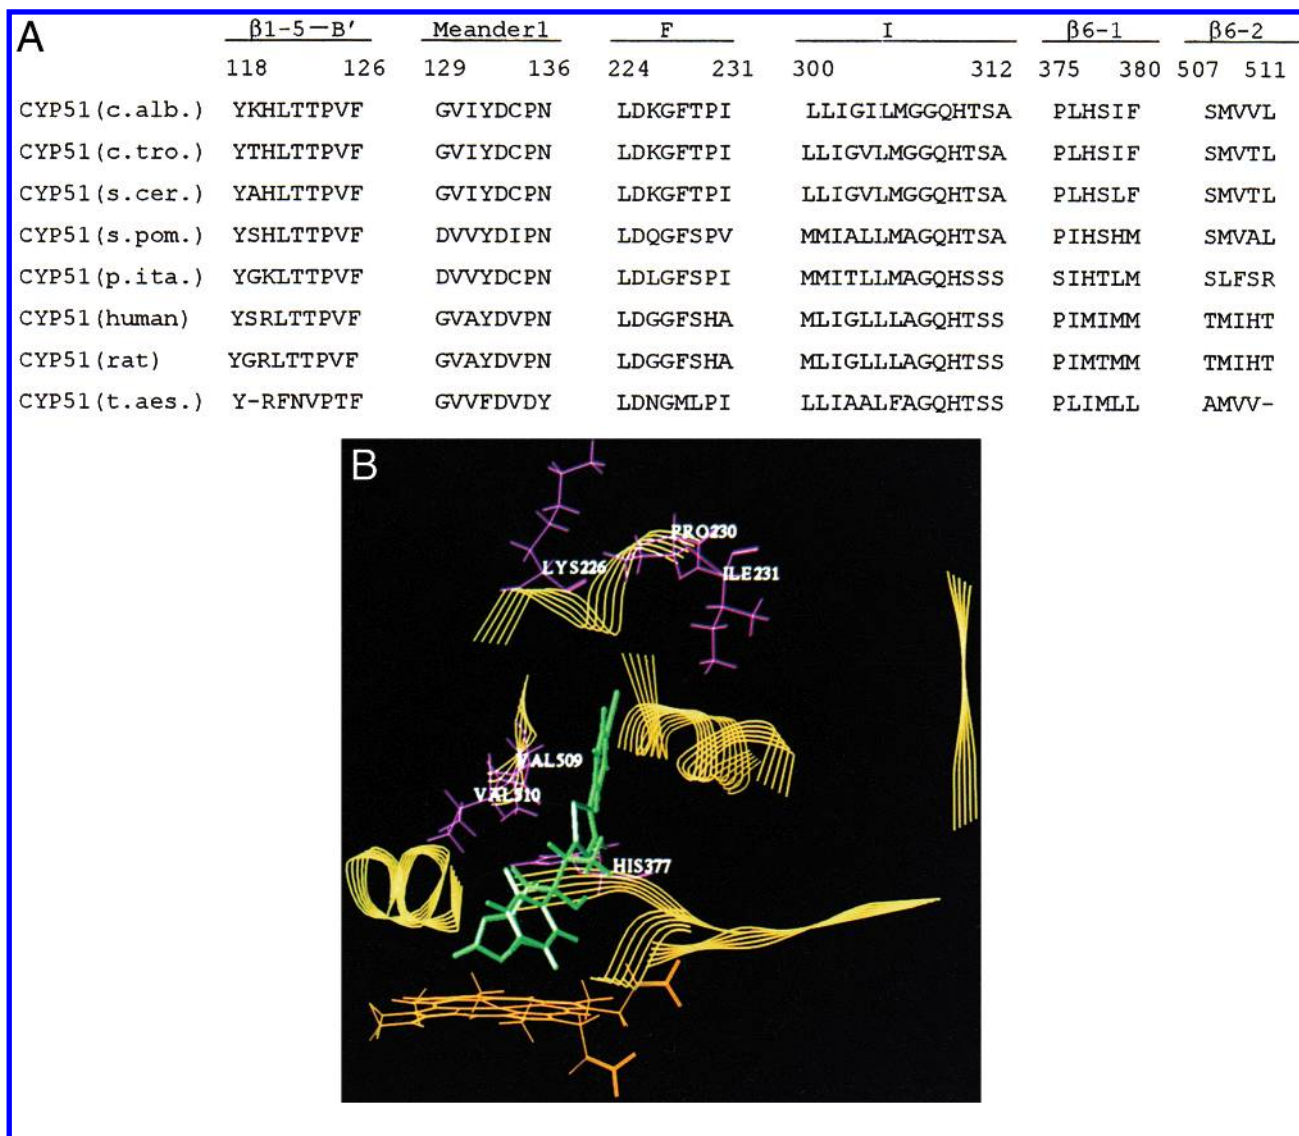 A
β1-5—B′ Meander1 F I β6-1 β6-2
118 126 129 136 224 231 300 312 375 380 507 511
CYP51(c.alb.) YKHLTTPVF GVIYDCPN LDKGFTPI LLIGILMGGQHTSA PLHSIF SMVVL
CYP51(c.tro.) YTHLTTPVF GVIYDCPN LDKGFTPI LLIGVLMGGQHTSA PLHSIF SMVTL
CYP51(s.cer.) YAHLTTPVF GVIYDCPN LDKGFTPI LLIGVLMGGQHTSA PLHSLF SMVTL
CYP51(s.pom.) YSHLTTPVF DVVYDIPN LDQGFSPV MMIALLMAGQHTSA PIHSHM SMVAL
CYP51(p.ita.) YGKLTTPVF DVVYDCPN LDLGFSPI MMITLLMAGQHSSS SIHTLM SLFSR
CYP51(human) YSRLTTPVF GVAYDVPN LDGGFSHA MLIGLLLAGQHTSS PIMIMM TMIHT
CYP51(rat) YGRLTTPVF GVAYDVPN LDGGFSHA MLIGLLLAGQHTSS PIMTMM TMIHT
CYP51(t.aes.) Y-RFNVPTF GVVFDVDY LDNGMLPI LLIAALFAGQHTSS PLIMLL AMVV-
B
PRO230
LYS226
ILE231
VAL509
VAL510
HIS377